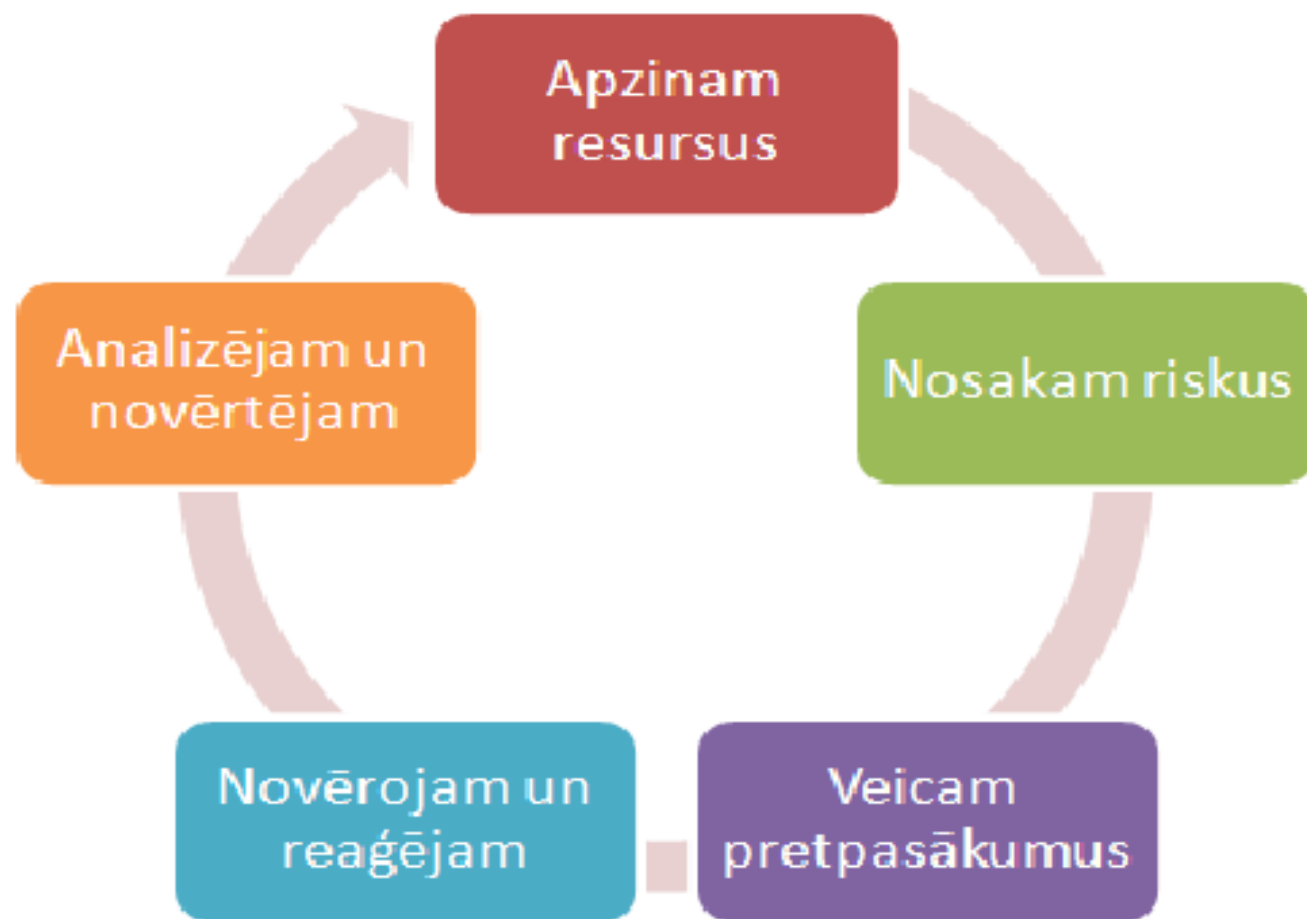 Apzinam
resursus
Nosakam riskus
Veicam
pretpasākumus
Novērojam un
reaģējam
Analizējam un
novērtējam